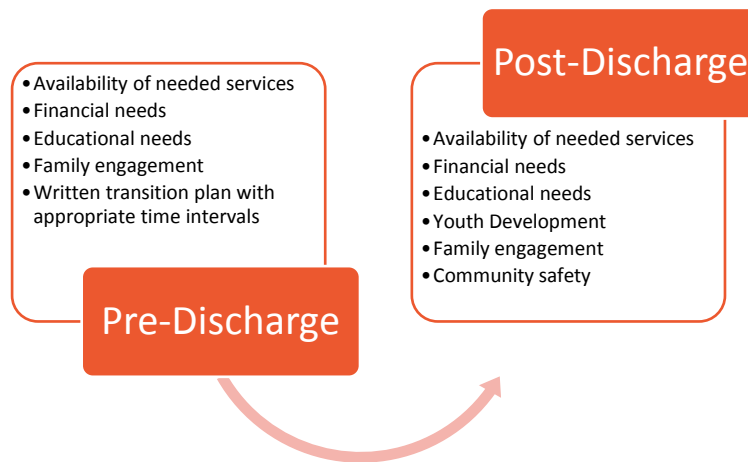 •Availability of needed services
•Financial needs
•Educational needs
•Family engagement
•Written transition plan with
appropriate time intervals
Pre-Discharge
Post-Discharge
•Availability of needed services
•Financial needs
•Educational needs
•Youth Development
•Family engagement
•Community safety